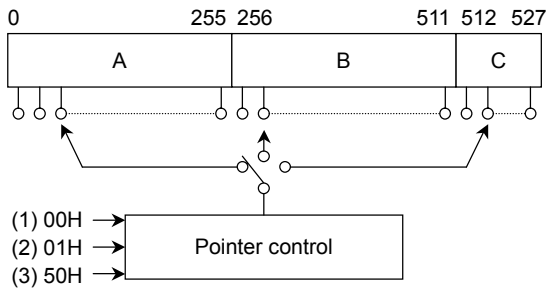 0 255 256 511 512 527
A B C
(1) 00H
(2) 01H
(3) 50H
Pointer control